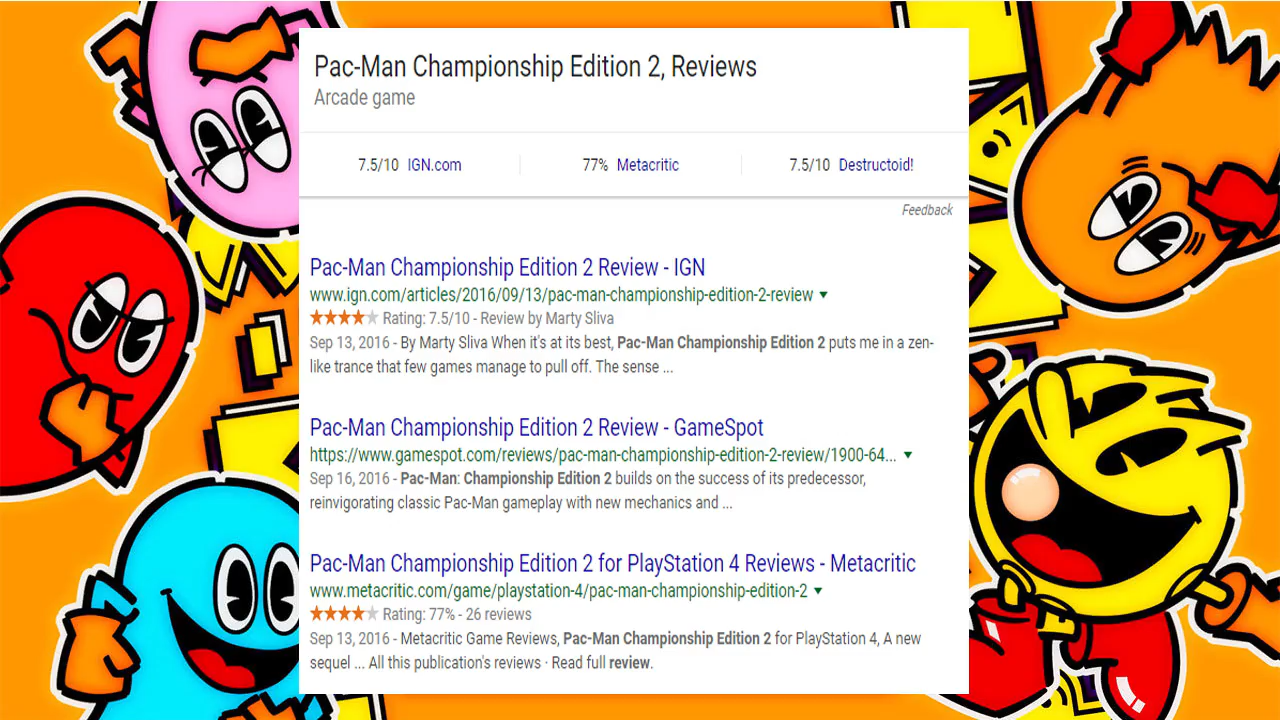 Pac-Man Championship Edition 2, Reviews
Arcade game
7.5/10 IGN.com 77% Metacritic 7.5/10 Destructoid!
Feedback
Pac-Man Championship Edition 2 Review - IGN
www.ign.com/articles/2016/09/13/pac-man-championship-edition-2-review
Rating: 7.5/10 - Review by Marty Sliva
Sep 13, 2016 - By Marty Sliva When it's at its best, Pac-Man Championship Edition 2 puts me in a zen-
like trance that few games manage to pull off. The sense ...
Pac-Man Championship Edition 2 Review - GameSpot
https://www.gamespot.com/reviews/pac-man-championship-edition-2-review/1900-64...
Sep 16, 2016 - Pac-Man: Championship Edition 2 builds on the success of its predecessor,
reinvigorating classic Pac-Man gameplay with new mechanics and ...
Pac-Man Championship Edition 2 for PlayStation 4 Reviews - Metacritic
www.metacritic.com/game/playstation-4/pac-man-championship-edition-2
Rating: 77% - 26 reviews
Sep 13, 2016 - Metacritic Game Reviews, Pac-Man Championship Edition 2 for PlayStation 4, A new
sequel ... All this publication's reviews · Read full review.